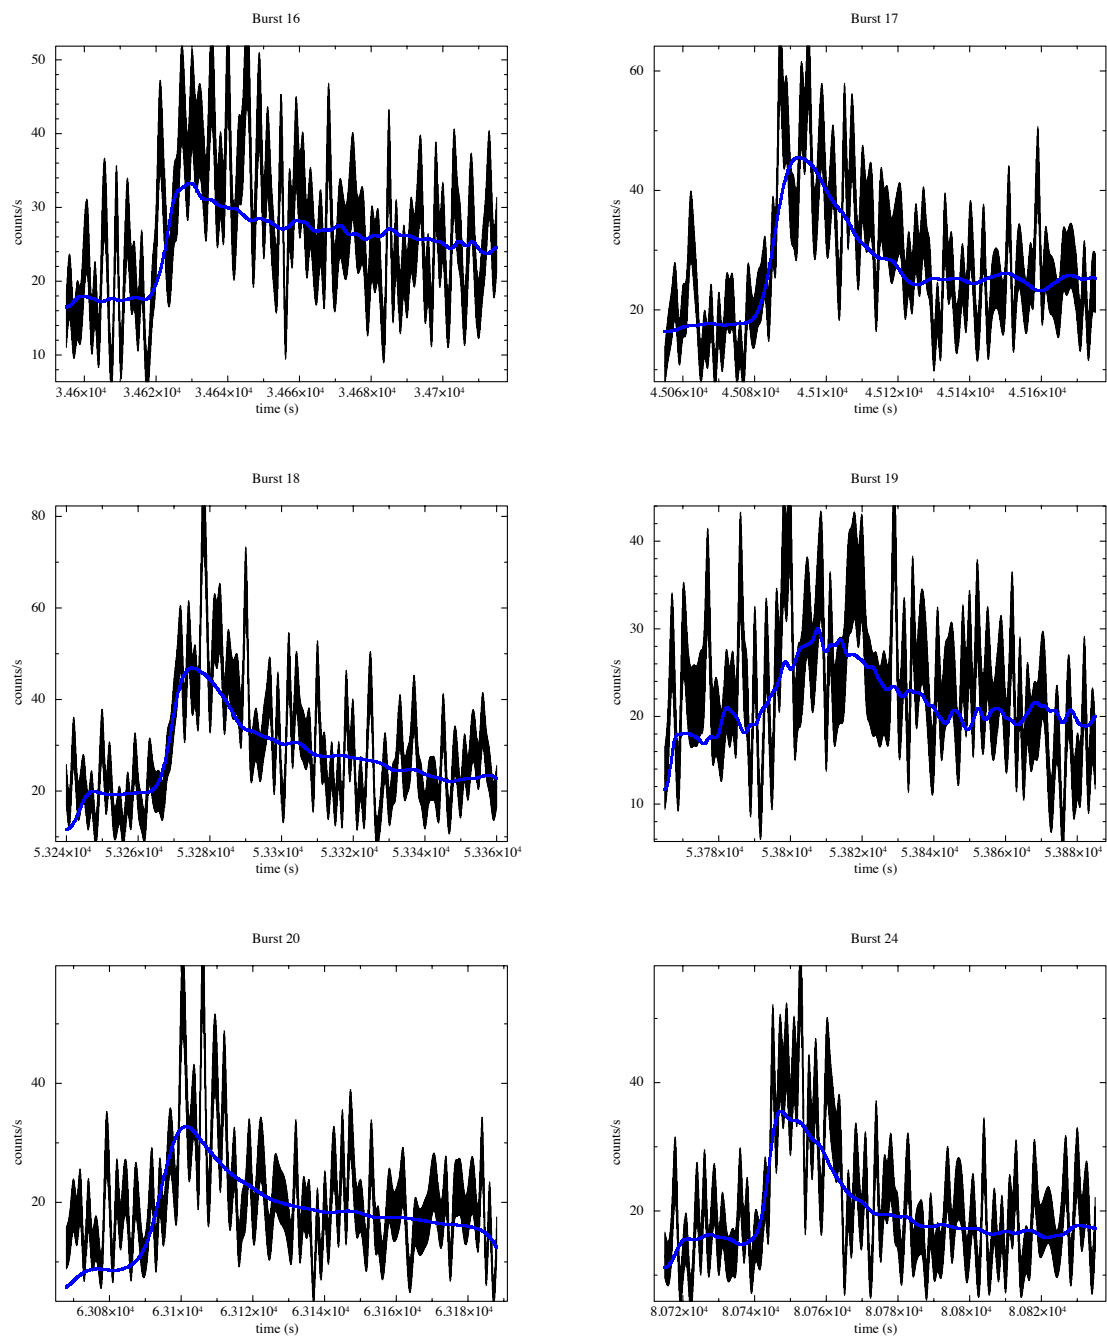 Burst 16
50
40
30
20
10
counts/s
3.46×10⁴ 3.462×10⁴ 3.464×10⁴ 3.466×10⁴ 3.468×10⁴ 3.47×10⁴
time (s)
Burst 17
60
40
20
counts/s
4.506×10⁴ 4.508×10⁴ 4.51×10⁴ 4.512×10⁴ 4.514×10⁴ 4.516×10⁴
time (s)
Burst 18
80
60
40
20
counts/s
5.324×10⁴ 5.326×10⁴ 5.328×10⁴ 5.33×10⁴ 5.332×10⁴ 5.334×10⁴ 5.336×10⁴
time (s)
Burst 19
40
30
20
10
counts/s
5.378×10⁴ 5.38×10⁴ 5.382×10⁴ 5.384×10⁴ 5.386×10⁴ 5.388×10⁴
time (s)
Burst 20
40
20
counts/s
6.308×10⁴ 6.31×10⁴ 6.312×10⁴ 6.314×10⁴ 6.316×10⁴ 6.318×10⁴
time (s)
Burst 24
40
20
counts/s
8.072×10⁴ 8.074×10⁴ 8.076×10⁴ 8.078×10⁴ 8.08×10⁴ 8.082×10⁴
time (s)